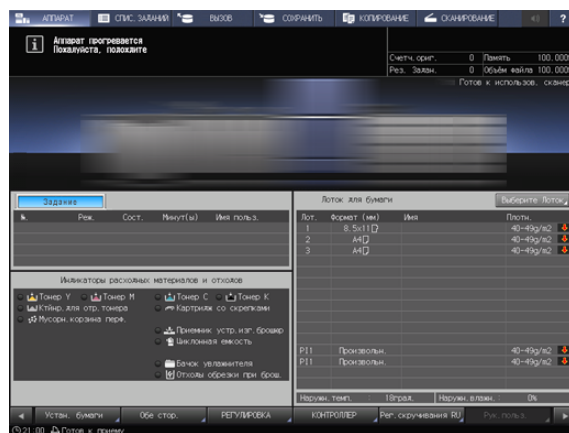 АППАРАТ
СПИС. ЗАДАНИЙ
ВЫЗОВ
СОХРАНИТЬ
КОПИРОВАНИЕ
СКАНИРОВАНИЕ
?
Аппарат прогревается
Пожалуйста, положлите
Счетч. ориг. 0 Память 100.000
Рез. Задан. 0 Объём файла 100.000
Готов к использов. сканер
Задание
Лоток для бумаги
Выберите Лоток
№. Реж. Сост. Минут(ы) Имя польз.
Лот. Формат (мм) Имя Плотн.
1 8.5x11 40-49g/m2
2 A4 40-49g/m2
3 A4 40-49g/m2
Индикаторы расходных материалов и отходов
Тонер Y Тонер M Тонер C Тонер K
Ктйнр. для отр. тонера Картридж со скрепками
Мусорн. корзина перф.
Приемник устр. изг. брошюр
Циклонная емкость
Бачок увлажнителя
Отходы обрезки при брош.
PI1 Произвольн. 40-49g/m2
PI1 Произвольн. 40-49g/m2
Наружн. темп. : 18град. Наружн. влажн. : 0%
Устан. бумаги
Обе стор.
РЕГУЛИРОВКА
КОНТРОЛЛЕР
Рег. скручивания RU
Рук. польз.
21:00 Готов к приему